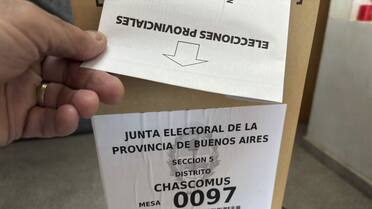 ELECCIONES PROVINCIALES
JUNTA ELECTORAL DE LA
PROVINCIA DE BUENOS AIRES
SECCION 5
DISTRITO
CHASCOMUS
MESA 0097